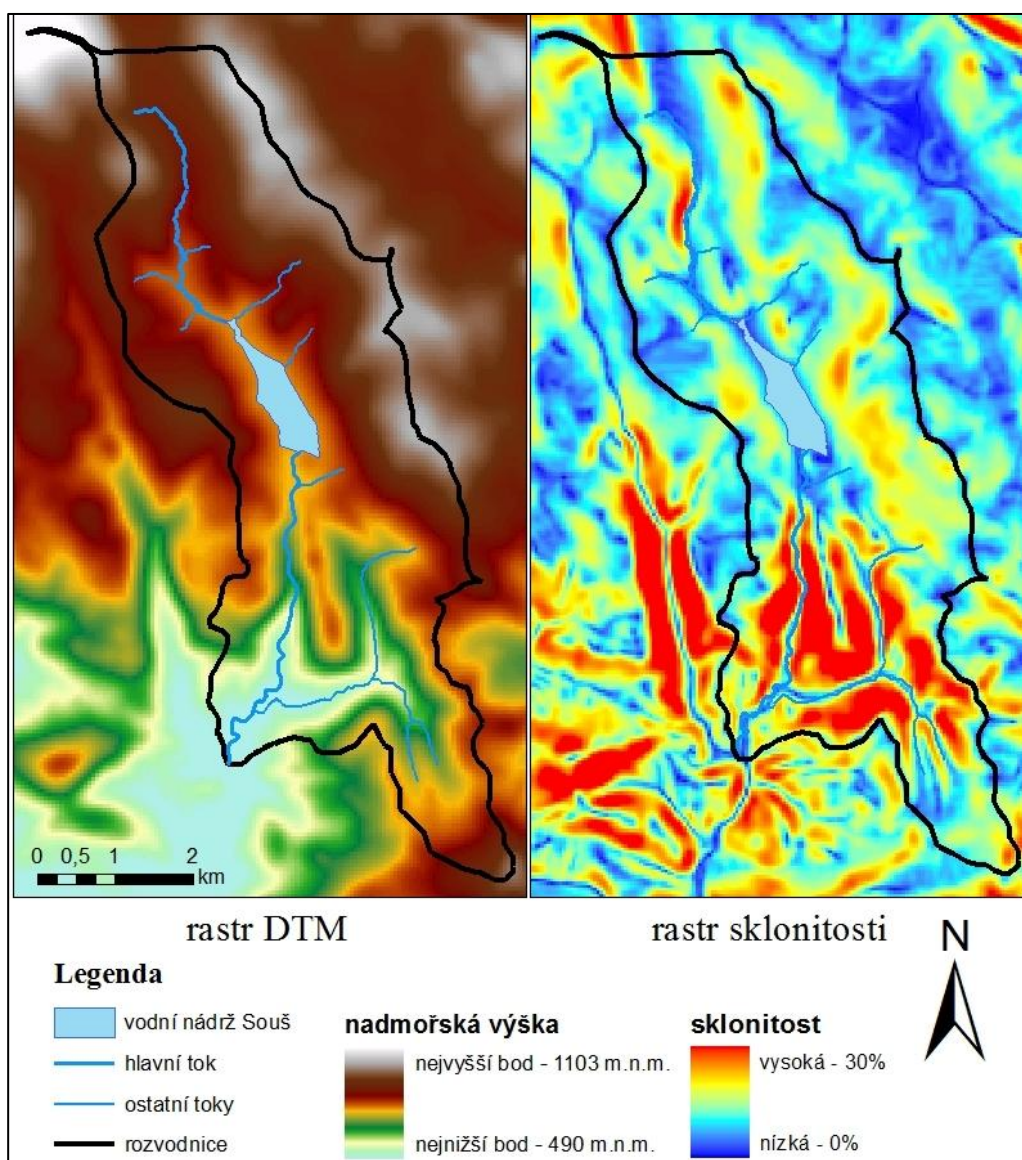 0 0,5 1 2
km
rastr DTM
rastr sklonitosti
N
Legenda
vodní nádrž Souš
hlavní tok
ostatní toky
rozvodnice
nadmořská výška
nejvyšší bod - 1103 m.n.m.
nejnižší bod - 490 m.n.m.
sklonitost
vysoká - 30%
nízká - 0%